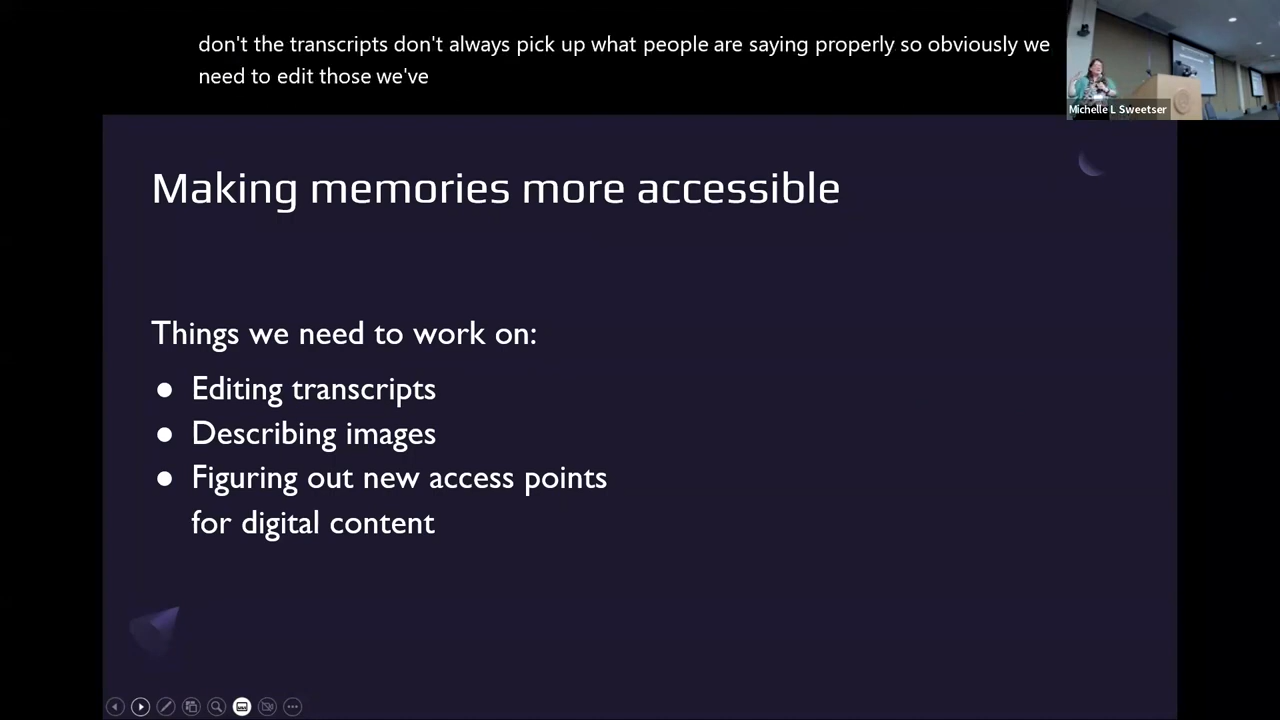 don't the transcripts don't always pick up what people are saying properly so obviously we
need to edit those we've
Michelle L Sweetser
Making memories more accessible
Things we need to work on:
● Editing transcripts
● Describing images
● Figuring out new access points
for digital content